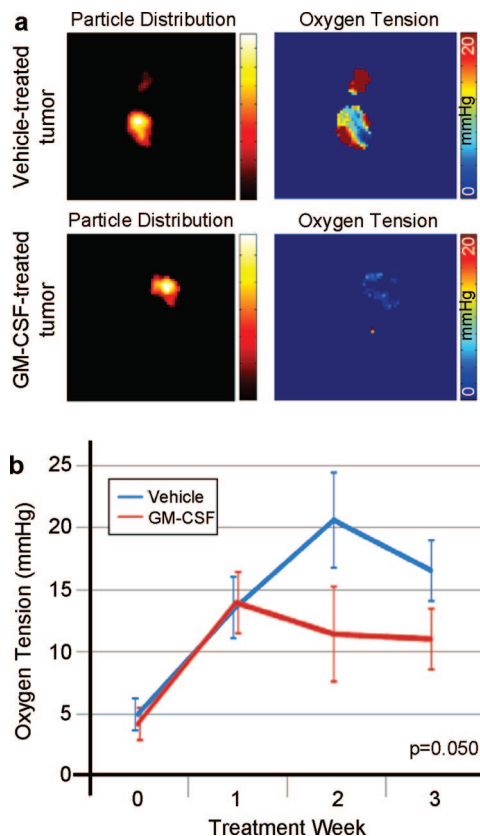 a
Particle Distribution
Oxygen Tension
Vehicle-treated
tumor
20
mmHg
0
Particle Distribution
Oxygen Tension
GM-CSF-treated
tumor
20
mmHg
0
b
Vehicle
GM-CSF
Oxygen Tension (mmHg)
25
20
15
10
5
0
p=0.050
0 1 2 3
Treatment Week